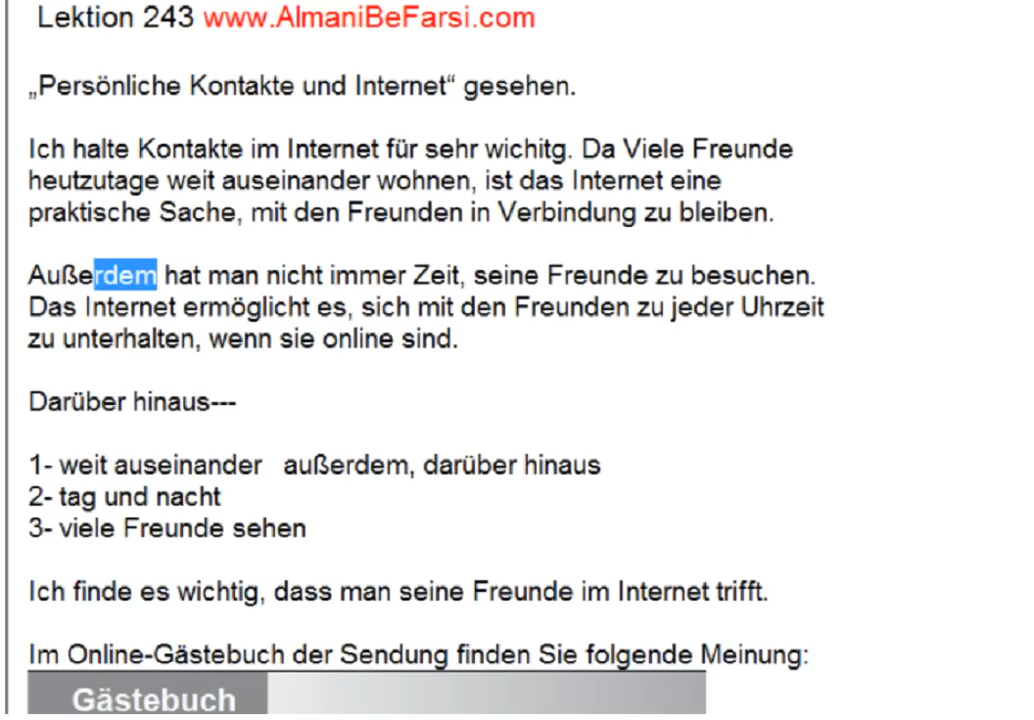 Lektion 243 www.AlmaniBeFarsi.com
„Persönliche Kontakte und Internet“ gesehen.
Ich halte Kontakte im Internet für sehr wichitg. Da Viele Freunde
heutzutage weit auseinander wohnen, ist das Internet eine
praktische Sache, mit den Freunden in Verbindung zu bleiben.
Außerdem hat man nicht immer Zeit, seine Freunde zu besuchen.
Das Internet ermöglicht es, sich mit den Freunden zu jeder Uhrzeit
zu unterhalten, wenn sie online sind.
Darüber hinaus---
1- weit auseinander außerdem, darüber hinaus
2- tag und nacht
3- viele Freunde sehen
Ich finde es wichtig, dass man seine Freunde im Internet trifft.
Im Online-Gästebuch der Sendung finden Sie folgende Meinung:
Gästebuch